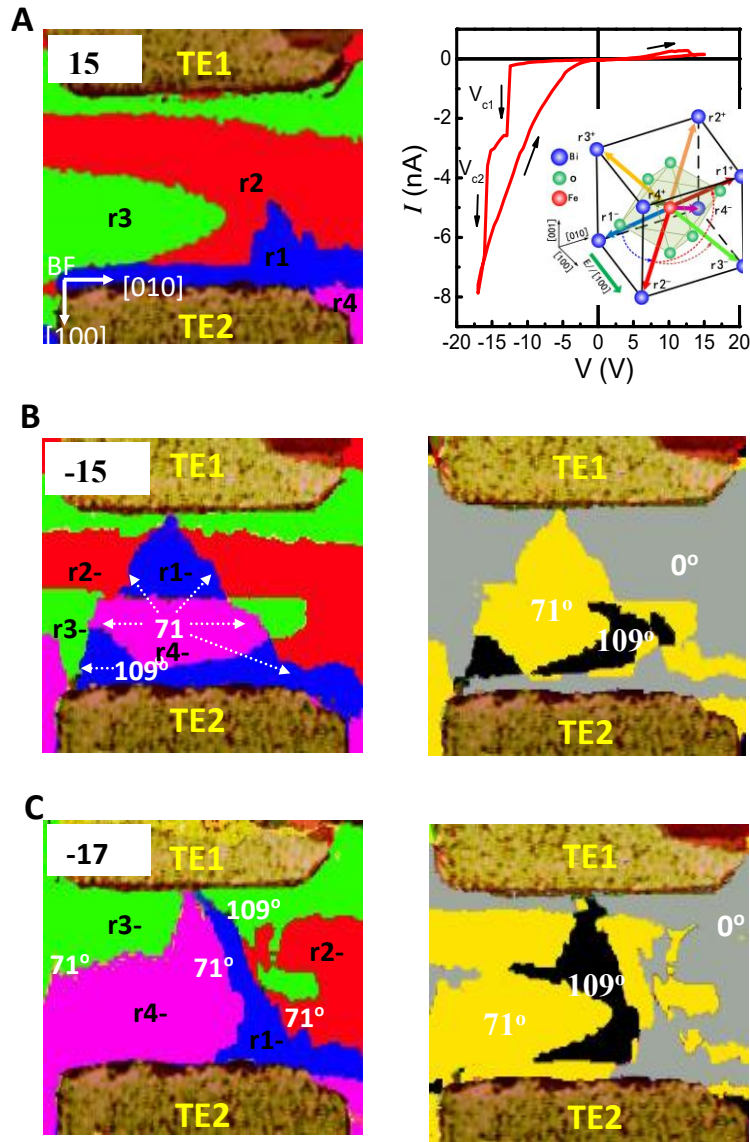 A
15
TE1
r2
r3
r1
BF
[010]
r4
[100]
TE2
I (nA)
0
-2
-4
-6
-8
Vc1
Vc2
Bi
O
Fe
r2+
r3+
r1+
r4+
r4-
r1-
r3-
r2-
[001]
[010]
[100]
E//[100]
-20 -15 -10 -5 0 5 10 15 20
V (V)
B
-15
TE1
r2-
r1-
r3-
71
r4-
109°
TE2
TE1
0°
71°
109°
TE2
C
-17
TE1
r3-
109°
r2-
71°
71°
r4-
71°
r1-
TE2
TE1
0°
109°
71°
TE2